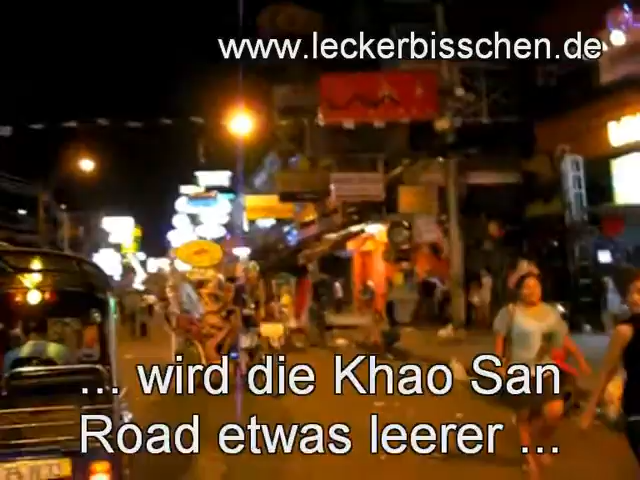 www.leckerbisschen.de
... wird die Khao San
Road etwas leerer ...